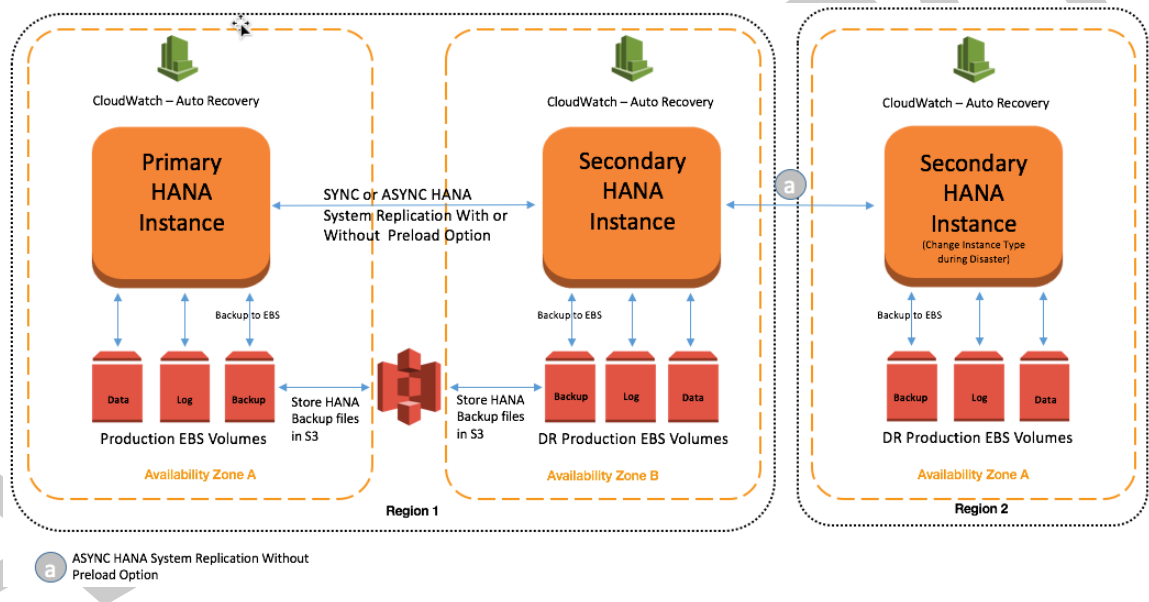 CloudWatch – Auto Recovery
Primary
HANA
Instance
SYNC or ASYNC HANA
System Replication With or
Without Preload Option
Backup to EBS
Data
Log
Backup
Production EBS Volumes
Availability Zone A
Store HANA
Backup files
in S3
CloudWatch – Auto Recovery
Secondary
HANA
Instance
Backup to EBS
Store HANA
Backup files
in S3
Backup
Log
Data
DR Production EBS Volumes
Availability Zone B
Region 1
a
CloudWatch – Auto Recovery
Secondary
HANA
Instance
(Change Instance Type
during Disaster)
Backup to EBS
Backup
Log
Data
DR Production EBS Volumes
Availability Zone A
Region 2
a
ASYNC HANA System Replication Without
Preload Option